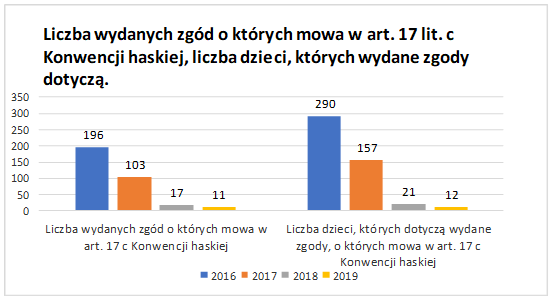 Liczba wydanych zgód o których mowa w art. 17 lit. c
Konwencji haskiej, liczba dzieci, których wydane zgody
dotyczą.
350
300
250
200
150
100
50
0
196
103
17
11
290
157
21
12
Liczba wydanych zgód o których mowa w
art. 17 c Konwencji haskiej
Liczba dzieci, których dotyczą wydane
zgody, o których mowa w art. 17 c
Konwencji haskiej
2016 2017 2018 2019